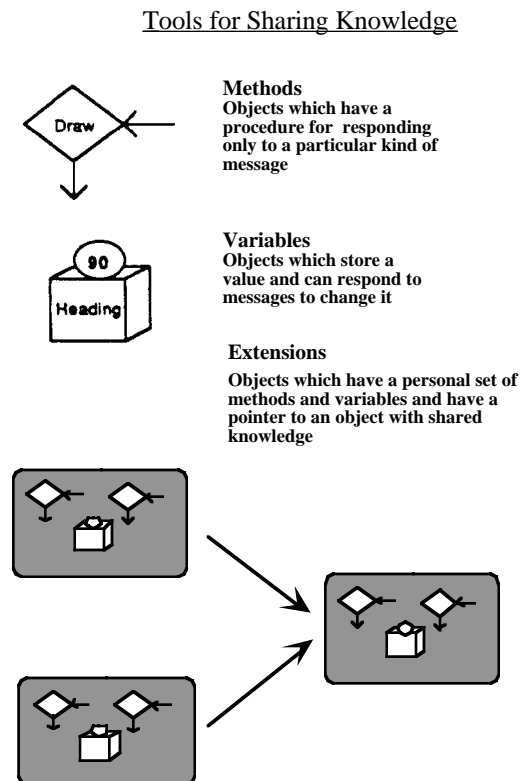 Tools for Sharing Knowledge
Draw
Methods
Objects which have a
procedure for responding
only to a particular kind of
message
90
Heading
Variables
Objects which store a
value and can respond to
messages to change it
Extensions
Objects which have a personal set of
methods and variables and have a
pointer to an object with shared
knowledge